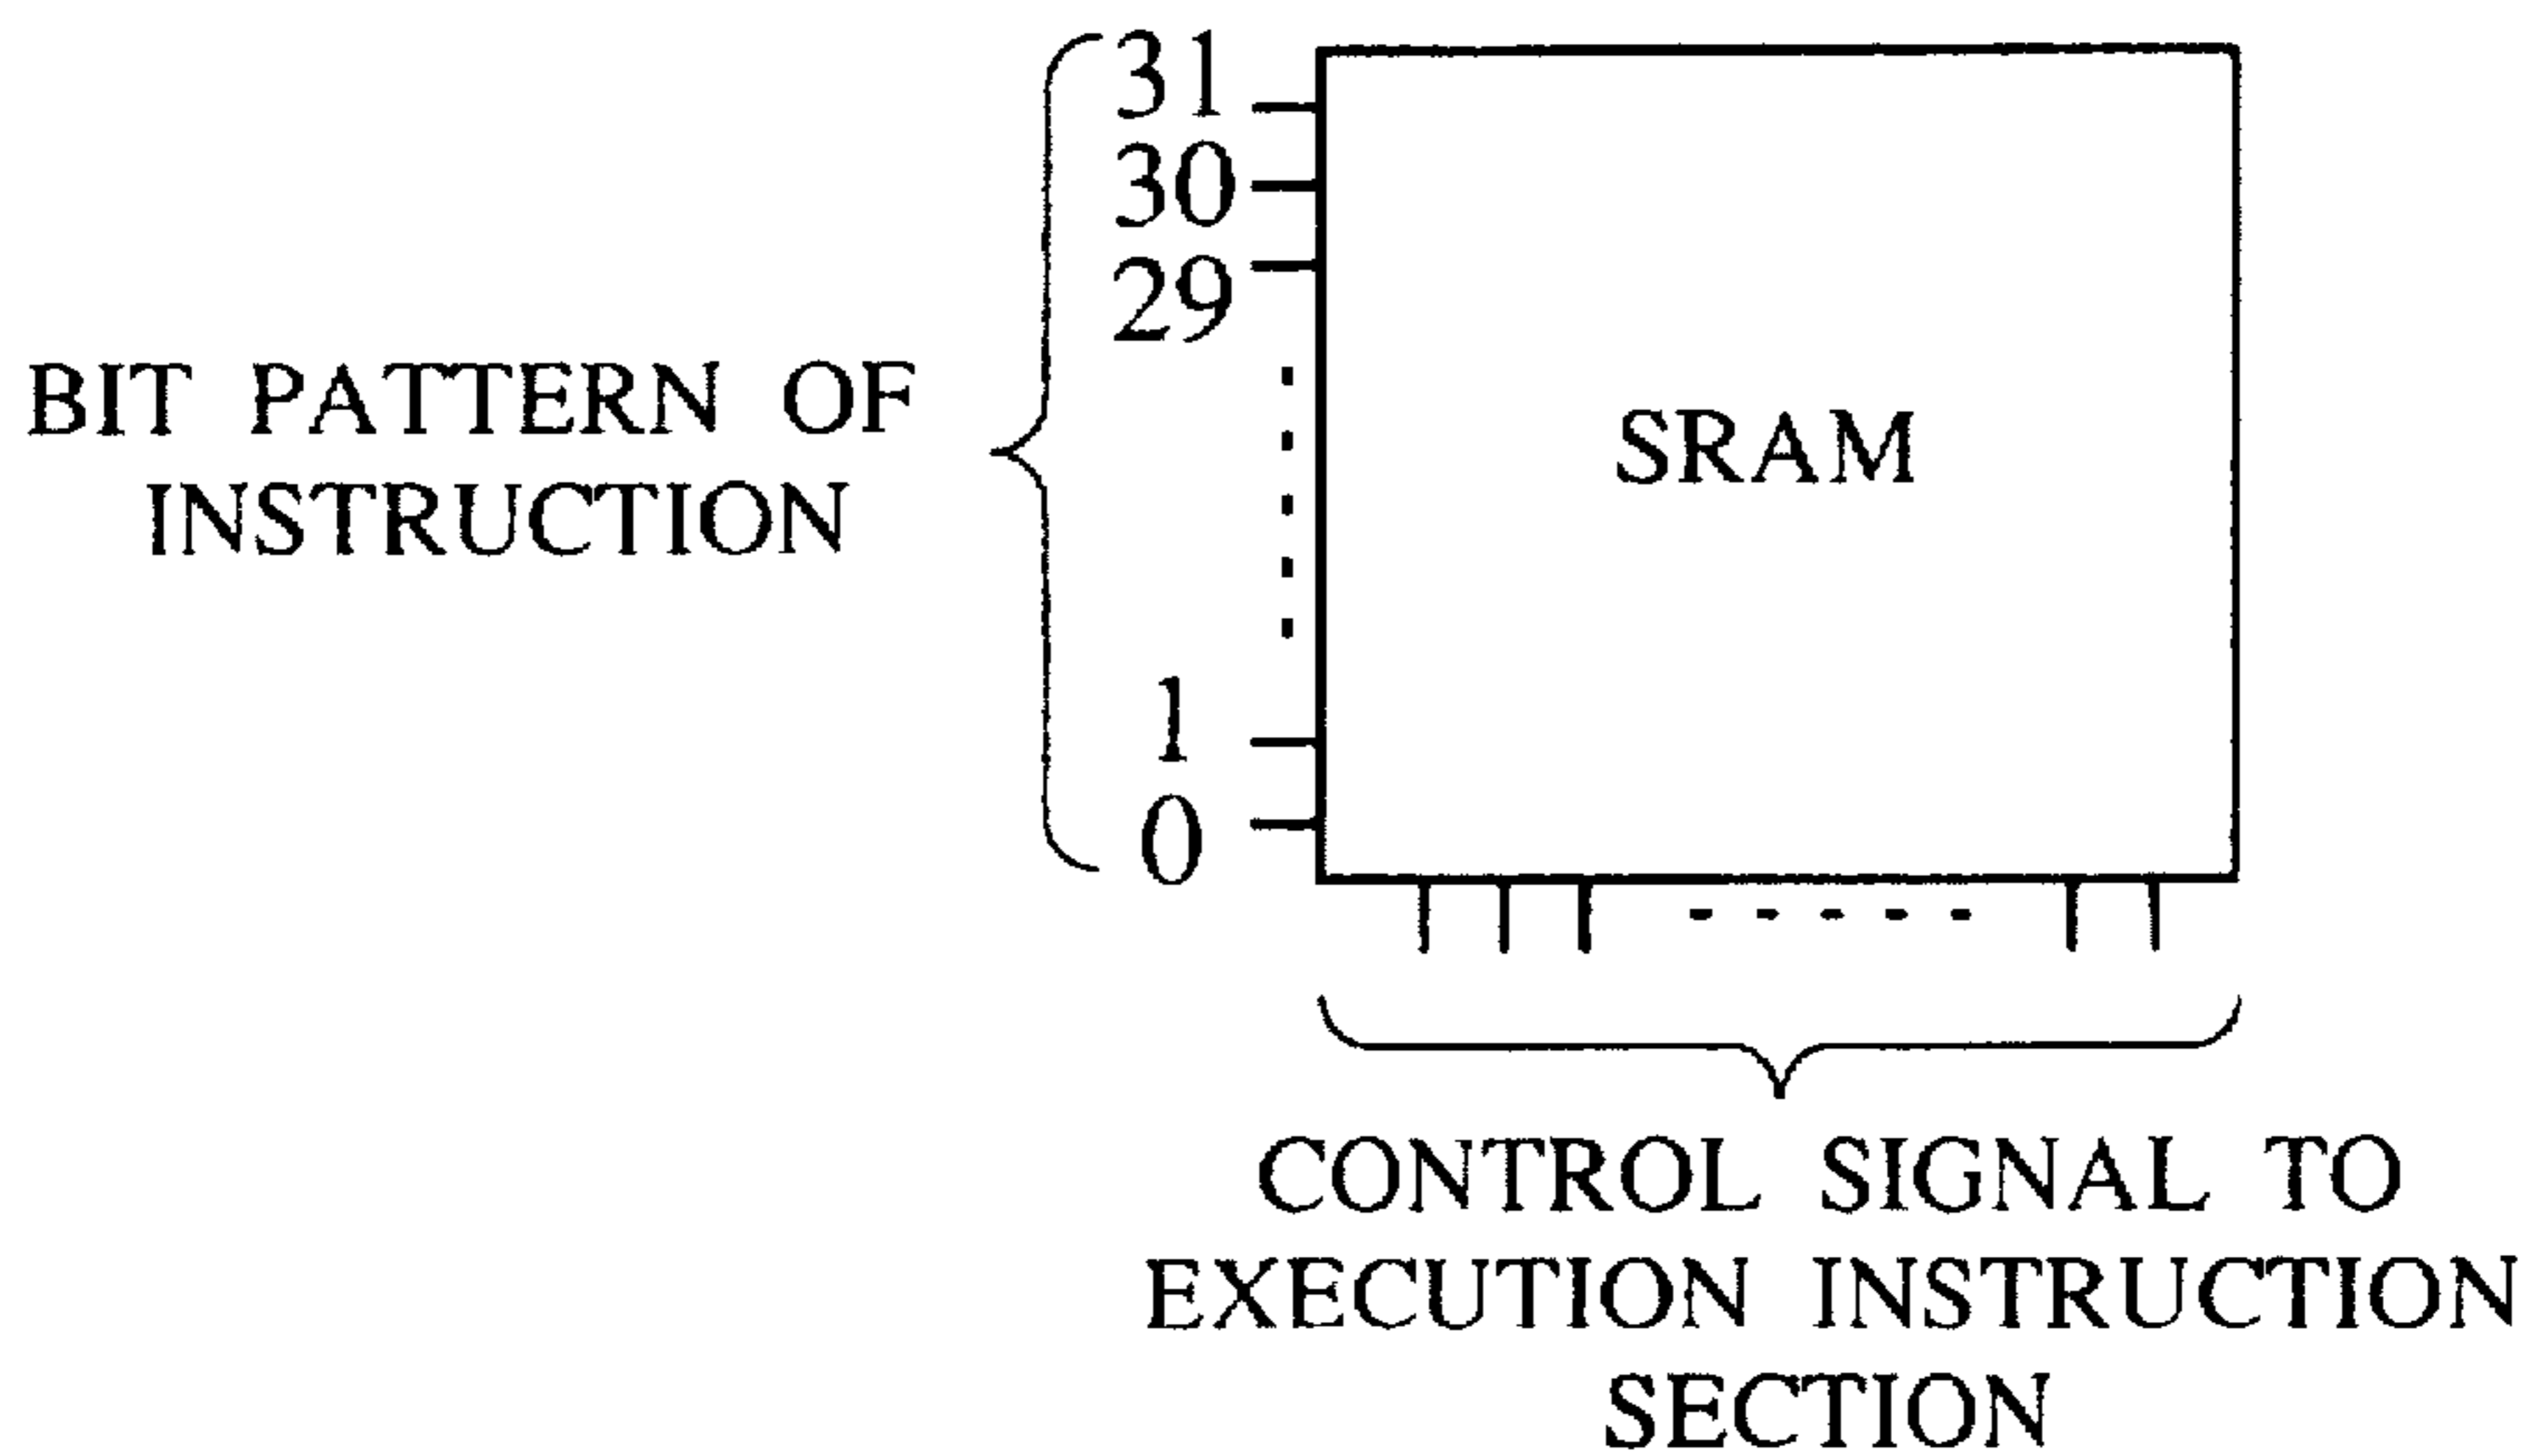 31
30
29
BIT PATTERN OF
INSTRUCTION
SRAM
1
0
CONTROL SIGNAL TO
EXECUTION INSTRUCTION
SECTION